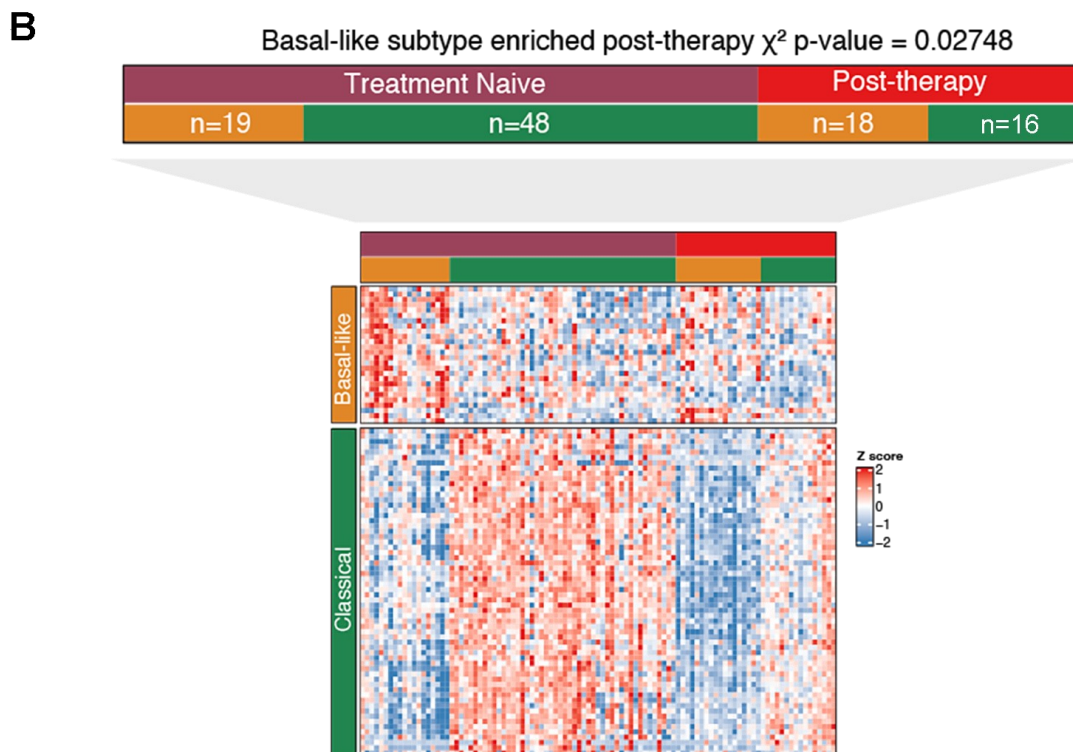 B
Basal-like subtype enriched post-therapy χ² p-value = 0.02748
Treatment Naive
Post-therapy
n=19
n=48
n=18
n=16
Basal-like
Classical
Z score
2
1
0
−1
−2